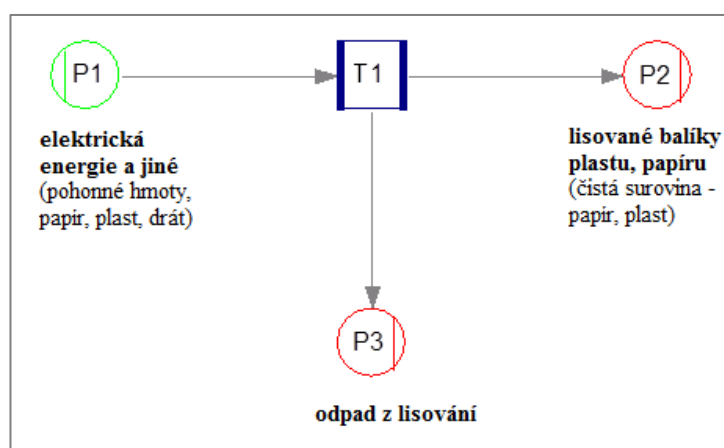 P1
T1
P2
elektrická
energie a jiné
(pohonné hmoty,
papír, plast, drát)
lisované balíky
plastu, papíru
(čistá surovina -
papír, plast)
P3
odpad z lisování